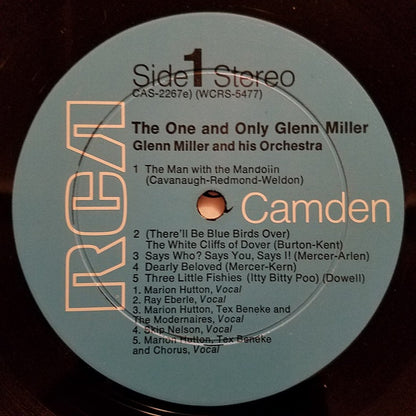 Side 1 Stereo
CAS-2267e) (WCRS-5477)
The One and Only Glenn Miller
Glenn Miller and his Orchestra
1 The Man with the Mandolin
(Cavanaugh-Redmond-Weldon)
RCA
Camden
2 (There'll Be Blue Birds Over)
The White Cliffs of Dover (Burton-Kent)
3 Says Who? Says You, Says I! (Mercer-Arlen)
4 Dearly Beloved (Mercer-Kern)
5 Three Little Fishies (Itty Bitty Poo) (Dowell)
1. Marion Hutton, Vocal
2. Ray Eberle, Vocal
3. Marion Hutton, Tex Beneke and
The Modernaires, Vocal
4. Skip Nelson, Vocal
5. Marion Hutton, Tex Beneke
and Chorus, Vocal